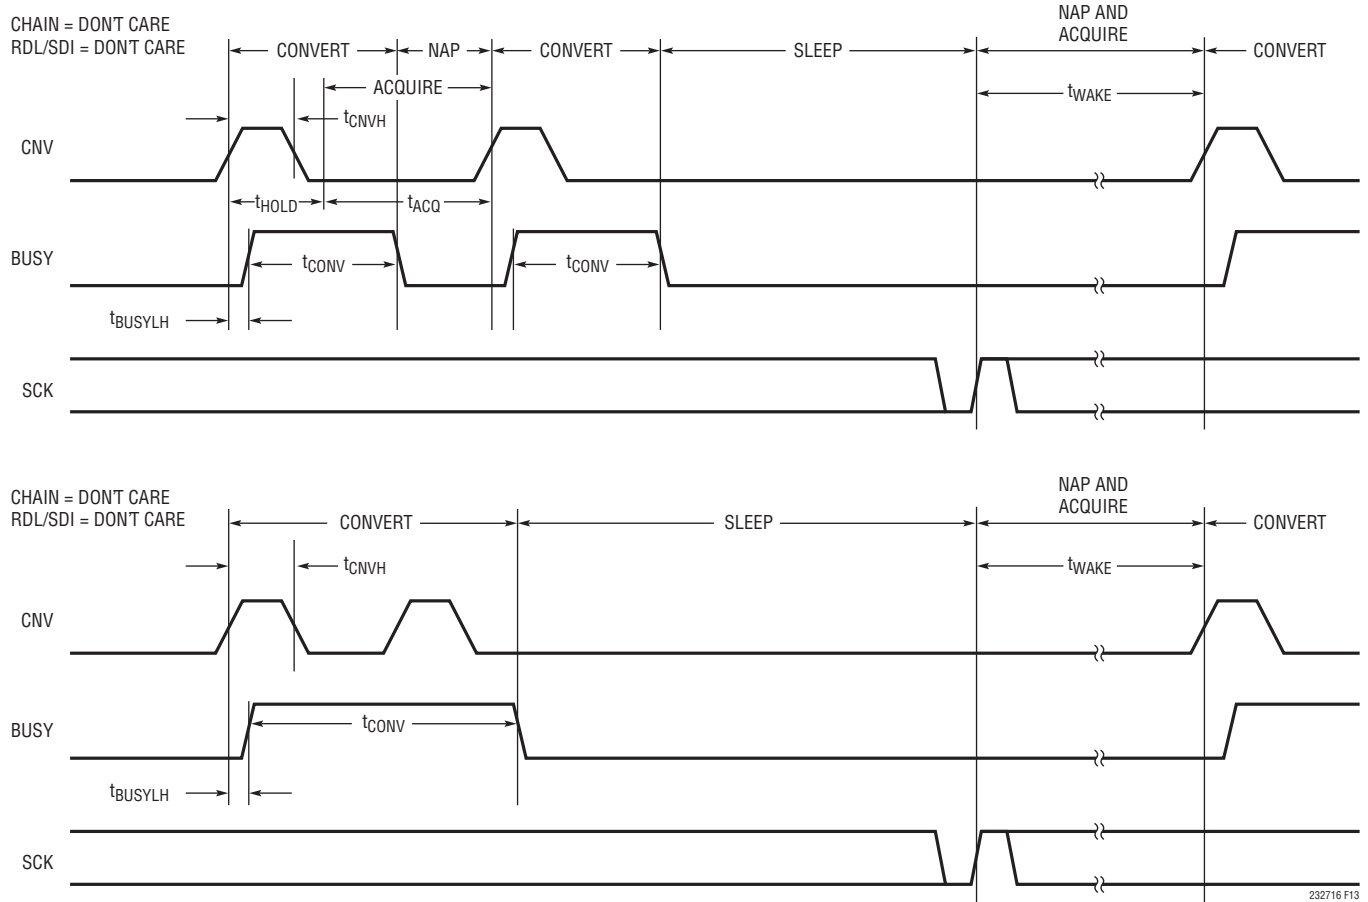 CHAIN = DON'T CARE
RDL/SDI = DON'T CARE
NAP AND
ACQUIRE
CONVERT
NAP
CONVERT
SLEEP
CONVERT
ACQUIRE
tWAKE
tCNVH
CNV
tHOLD
tACQ
BUSY
tCONV
tCONV
tBUSYLH
SCK
CHAIN = DON'T CARE
RDL/SDI = DON'T CARE
NAP AND
ACQUIRE
CONVERT
SLEEP
CONVERT
tCNVH
tWAKE
CNV
BUSY
tCONV
tBUSYLH
SCK
232716 F13